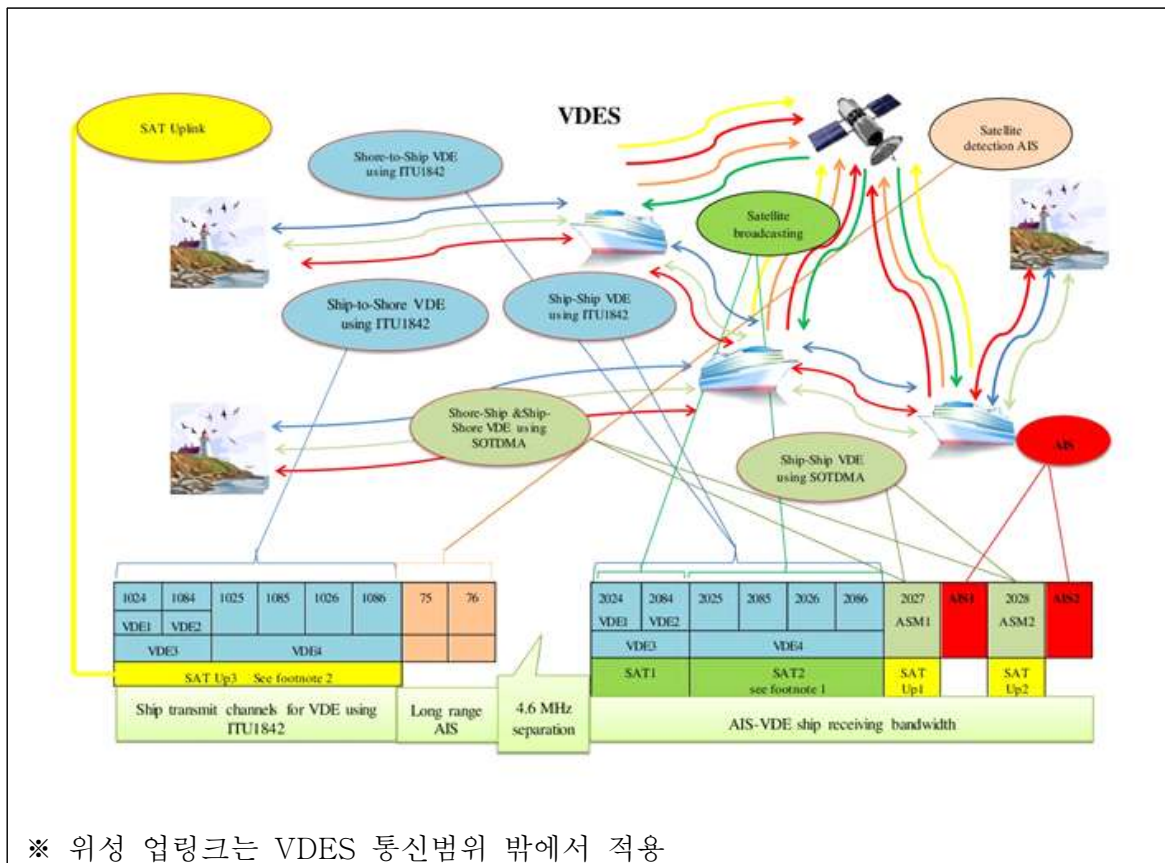 VDES
SAT Uplink
Shore-to-Ship VDE
using ITU1842
Satellite
detection AIS
Satellite
broadcasting
Ship-to-Shore VDE
using ITU1842
Ship-Ship VDE
using ITU1842
Shore-Ship &Ship-
Shore VDE using
SOTDMA
Ship-Ship VDE
using SOTDMA
AIS
1024 1084 1025 1085 1026 1086 75 76
VDE1 VDE2
VDE3 VDE4
SAT Up3 See footnote 2
Ship transmit channels for VDE using
ITU1842
Long range
AIS
4.6 MHz
separation
2024 2084 2025 2085 2026 2086 2027 AIS1 2028 AIS2
VDE1 VDE2 ASM1 ASM2
VDE3 VDE4
SAT1 SAT2
see footnote 1
SAT
Up1
SAT
Up2
AIS-VDE ship receiving bandwidth
※ 위성 업링크는 VDES 통신범위 밖에서 적용